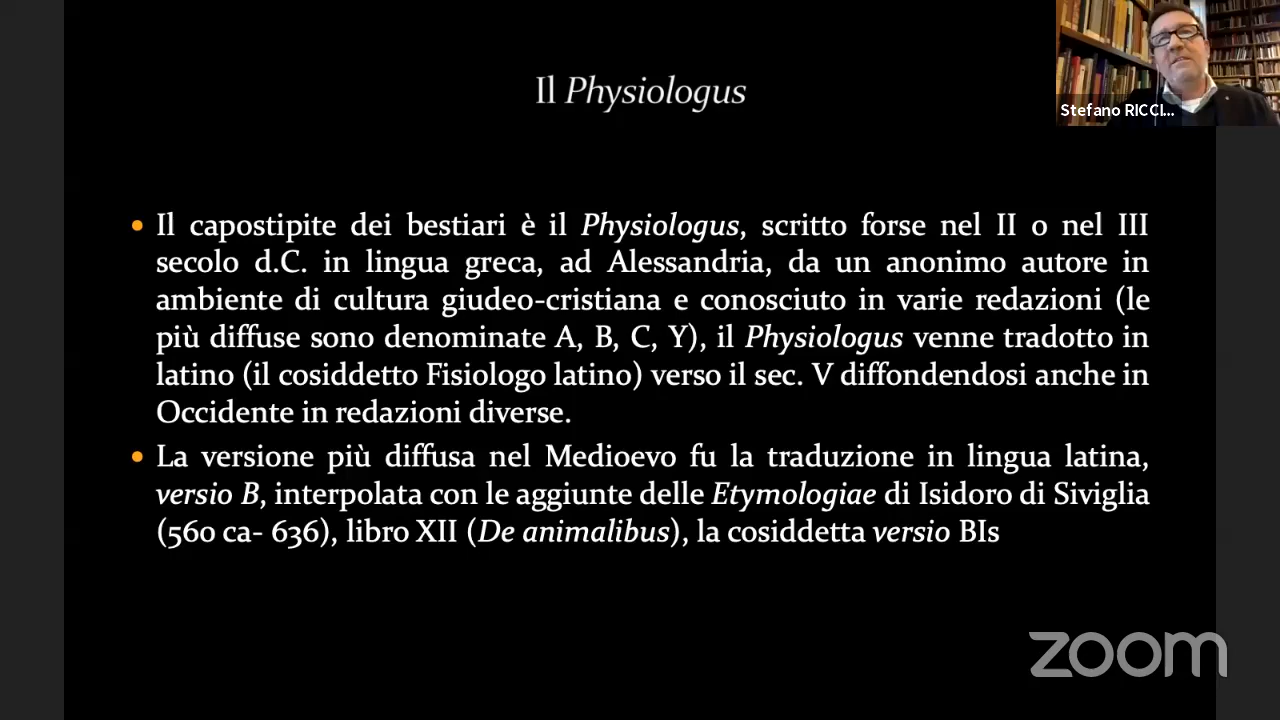 Il Physiologus
Stefano RICCI...
• Il capostipite dei bestiari è il Physiologus, scritto forse nel II o nel III
secolo d.C. in lingua greca, ad Alessandria, da un anonimo autore in
ambiente di cultura giudeo-cristiana e conosciuto in varie redazioni (le
più diffuse sono denominate A, B, C, Y), il Physiologus venne tradotto in
latino (il cosiddetto Fisiologo latino) verso il sec. V diffondendosi anche in
Occidente in redazioni diverse.
• La versione più diffusa nel Medioevo fu la traduzione in lingua latina,
versio B, interpolata con le aggiunte delle Etymologiae di Isidoro di Siviglia
(560 ca- 636), libro XII (De animalibus), la cosiddetta versio BIs
zoom